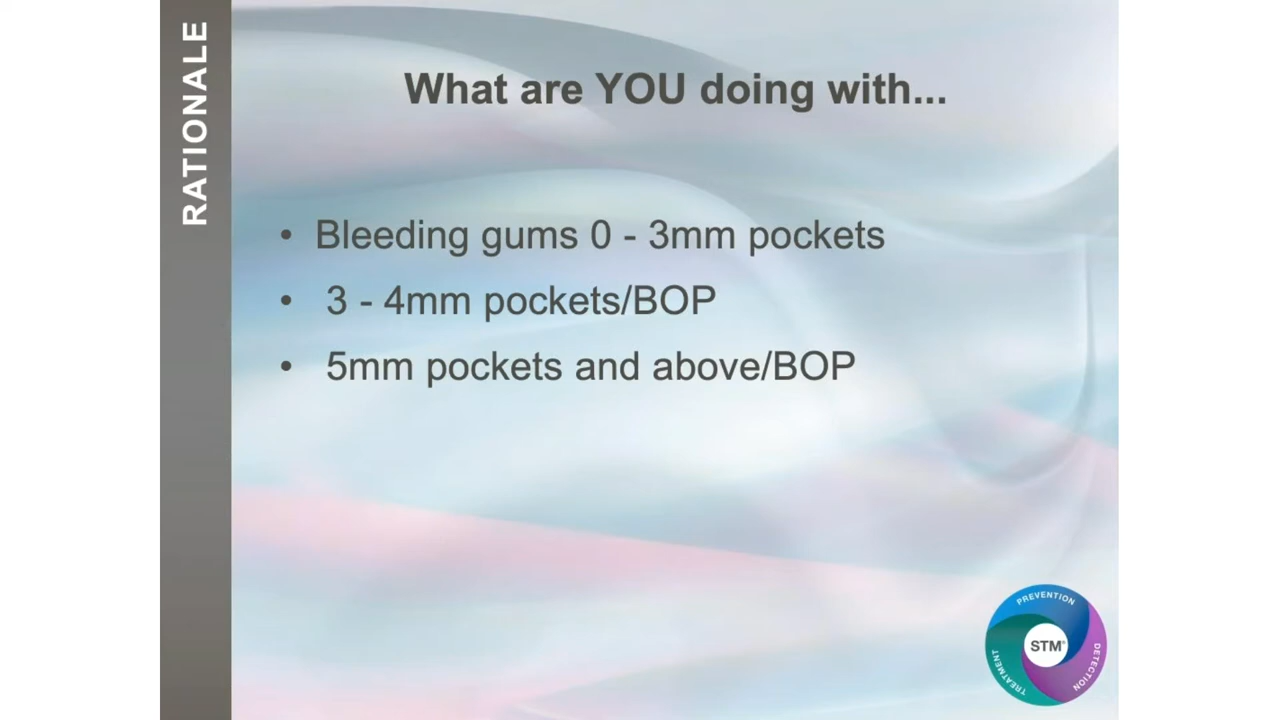 RATIONALE
What are YOU doing with...
• Bleeding gums 0 - 3mm pockets
• 3 - 4mm pockets/BOP
• 5mm pockets and above/BOP
PREVENTION
STM®
TREATMENT
DETECTION